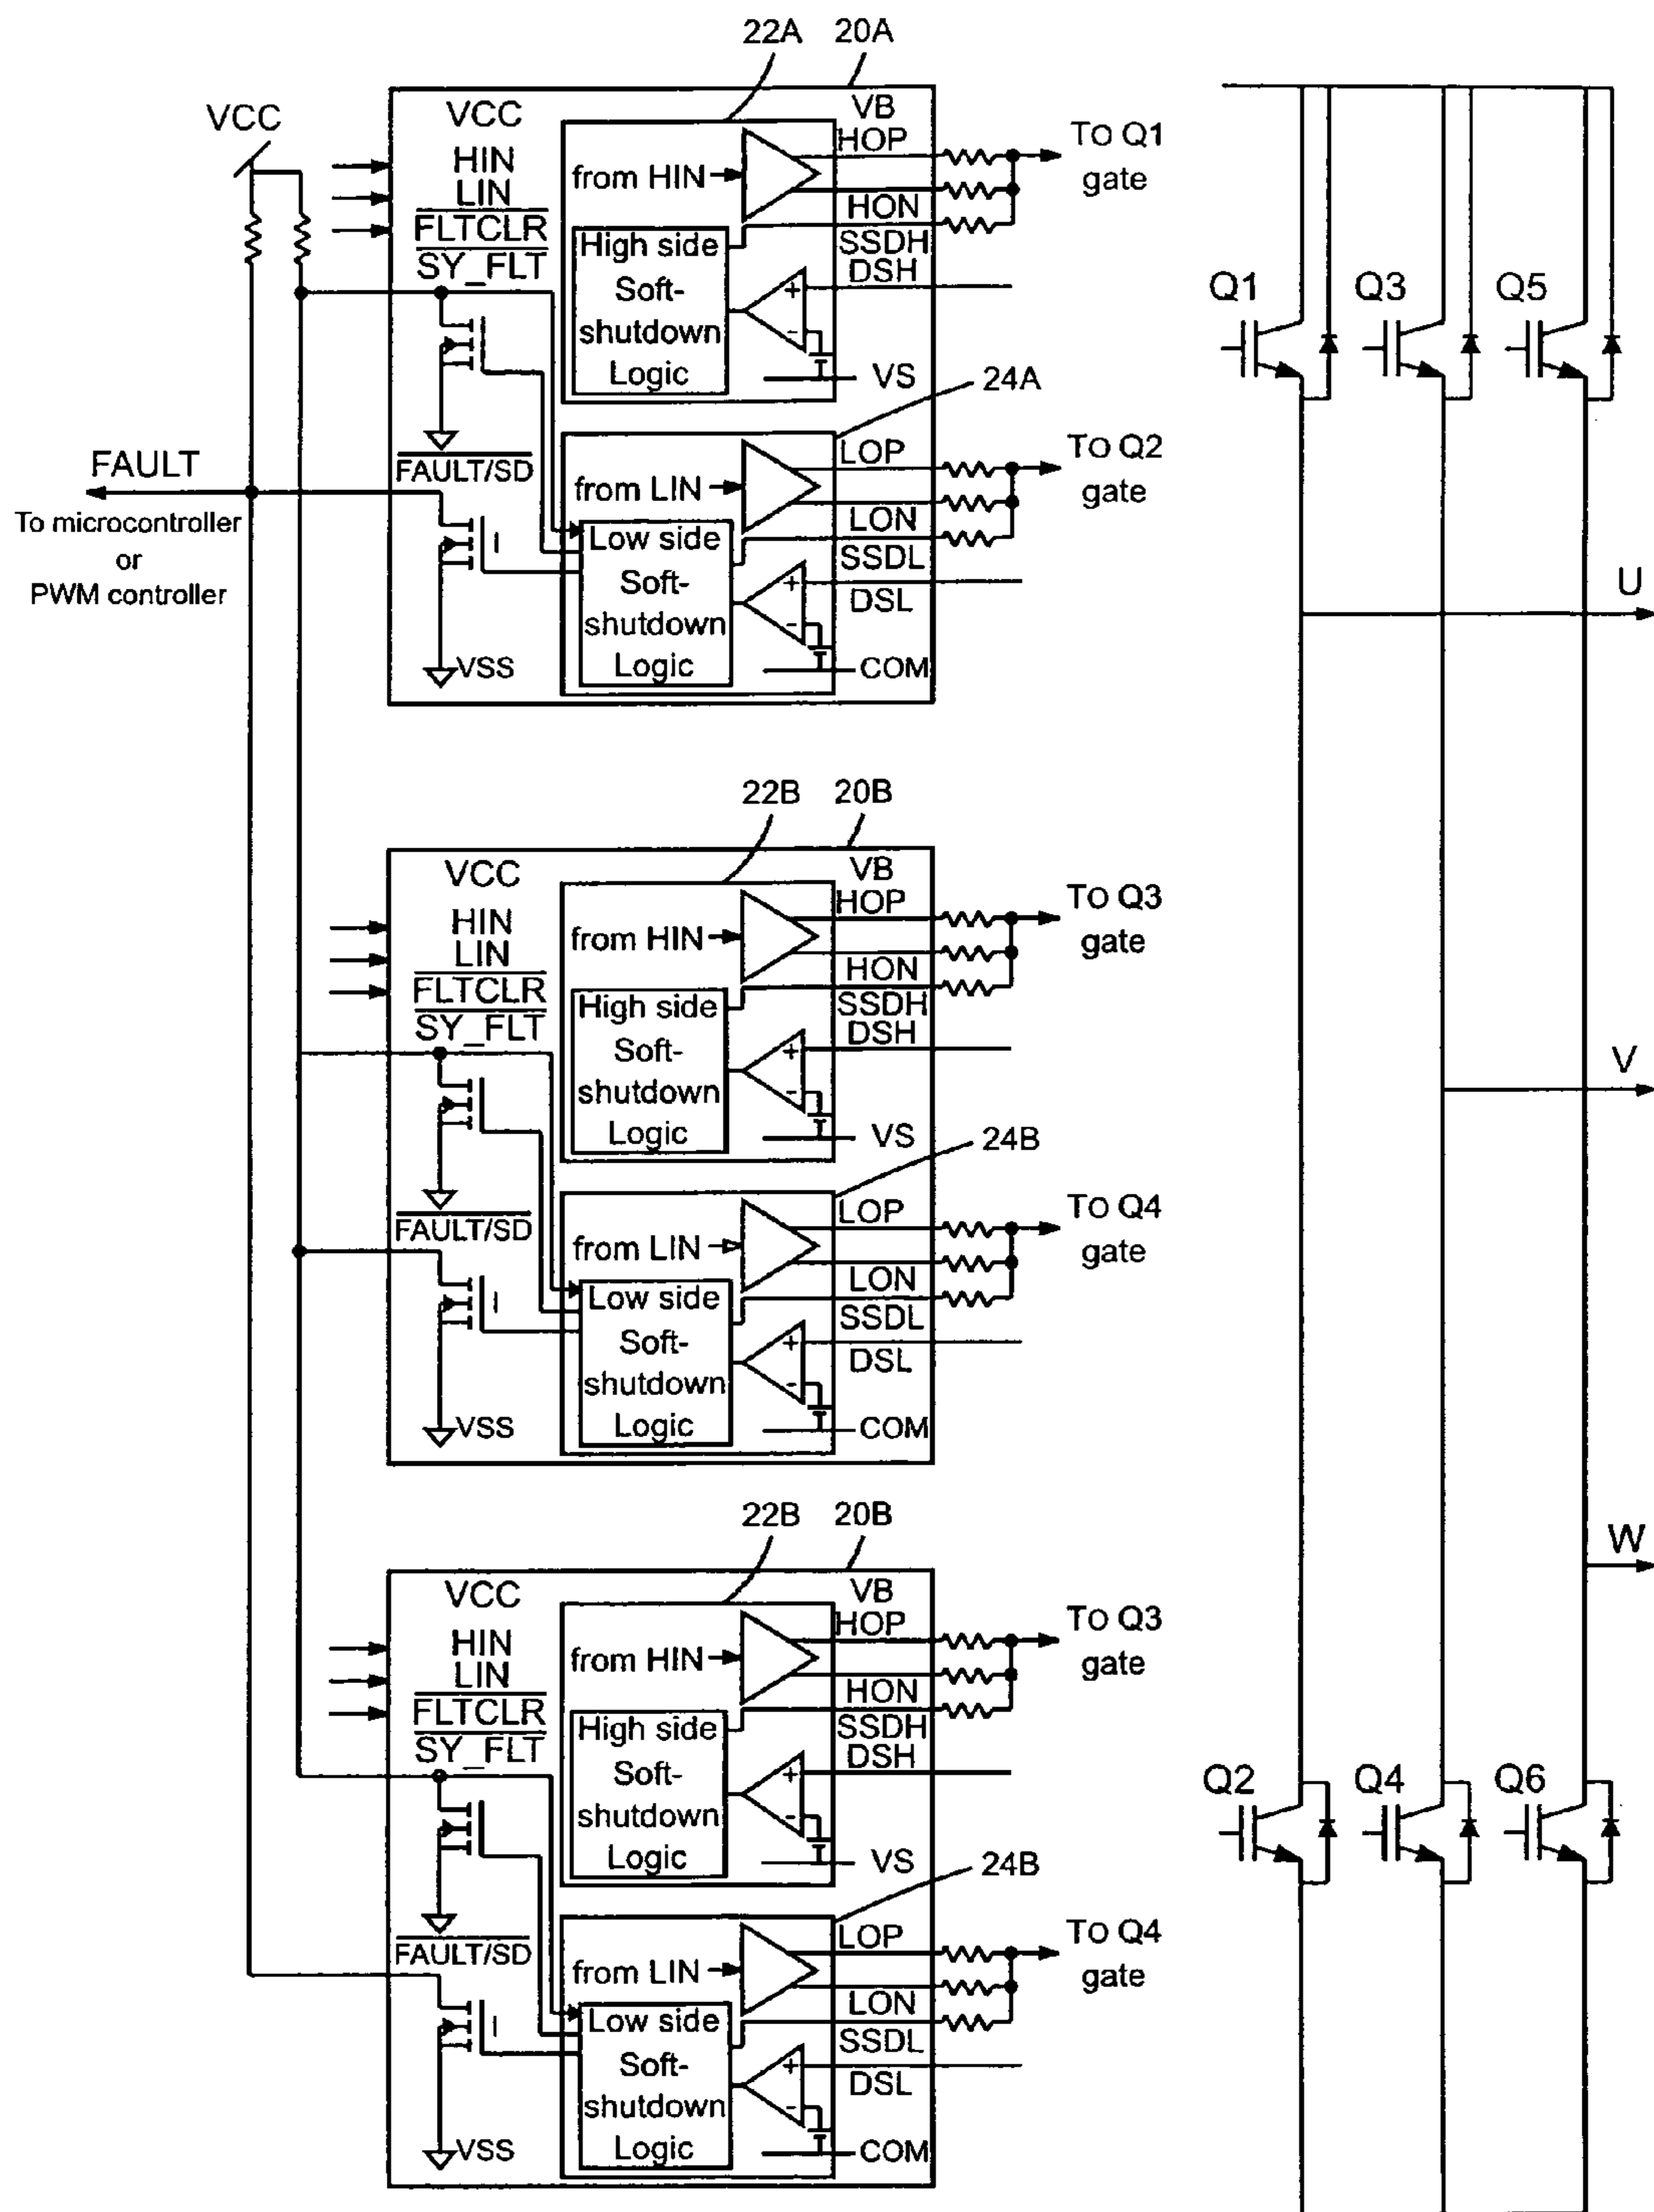 22A 20A
VCC
VCC
VB
HIN
LIN
FLTCLR
SY_FLT
from HIN
HOP
HON
SSDH
DSH
High side
Soft-
shutdown
Logic
+
-
VS
To Q1
gate
24A
FAULT
To microcontroller
or
PWM controller
FAULT/SD
VSS
from LIN
LOP
LON
SSDL
DSL
Low side
Soft-
shutdown
Logic
+
-
COM
To Q2
gate
22B 20B
VCC
VB
HIN
LIN
FLTCLR
SY_FLT
from HIN
HOP
HON
SSDH
DSH
High side
Soft-
shutdown
Logic
+
-
VS
To Q3
gate
24B
FAULT/SD
VSS
from LIN
LOP
LON
SSDL
DSL
Low side
Soft-
shutdown
Logic
+
-
COM
To Q4
gate
22B 20B
VCC
VB
HIN
LIN
FLTCLR
SY_FLT
from HIN
HOP
HON
SSDH
DSH
High side
Soft-
shutdown
Logic
+
-
VS
To Q3
gate
24B
FAULT/SD
VSS
from LIN
LOP
LON
SSDL
DSL
Low side
Soft-
shutdown
Logic
+
-
COM
To Q4
gate
Q1 Q3 Q5
U
V
W
Q2 Q4 Q6